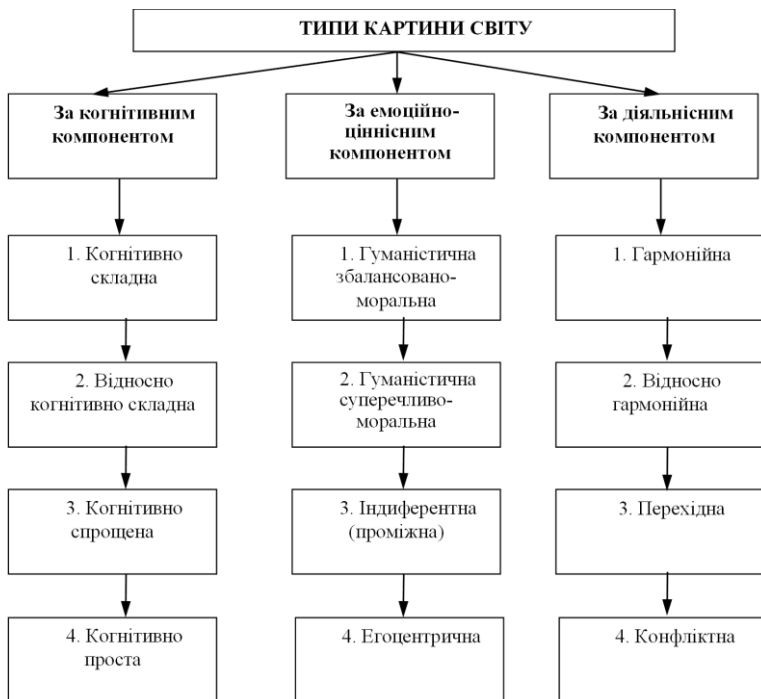 ТИПИ КАРТИНИ СВІТУ
За когнітивним
компонентом
За емоційно-
ціннісним
компонентом
За діяльнісним
компонентом
1. Когнітивно
складна
1. Гуманістична
збалансовано-
моральна
1. Гармонійна
2. Відносно
когнітивно складна
2. Гуманістична
суперечливо-
моральна
2. Відносно
гармонійна
3. Когнітивно
спрощена
3. Індиферентна
(проміжна)
3. Перехідна
4. Когнітивно
проста
4. Егоцентрична
4. Конфліктна